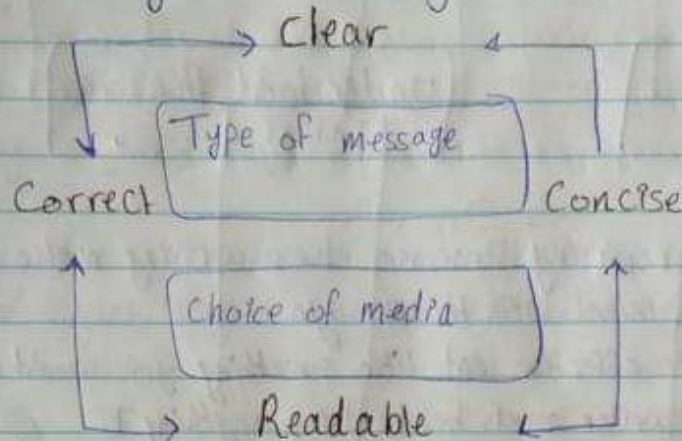 Clear
Type of message
Correct
Concise
Choice of media
Readable